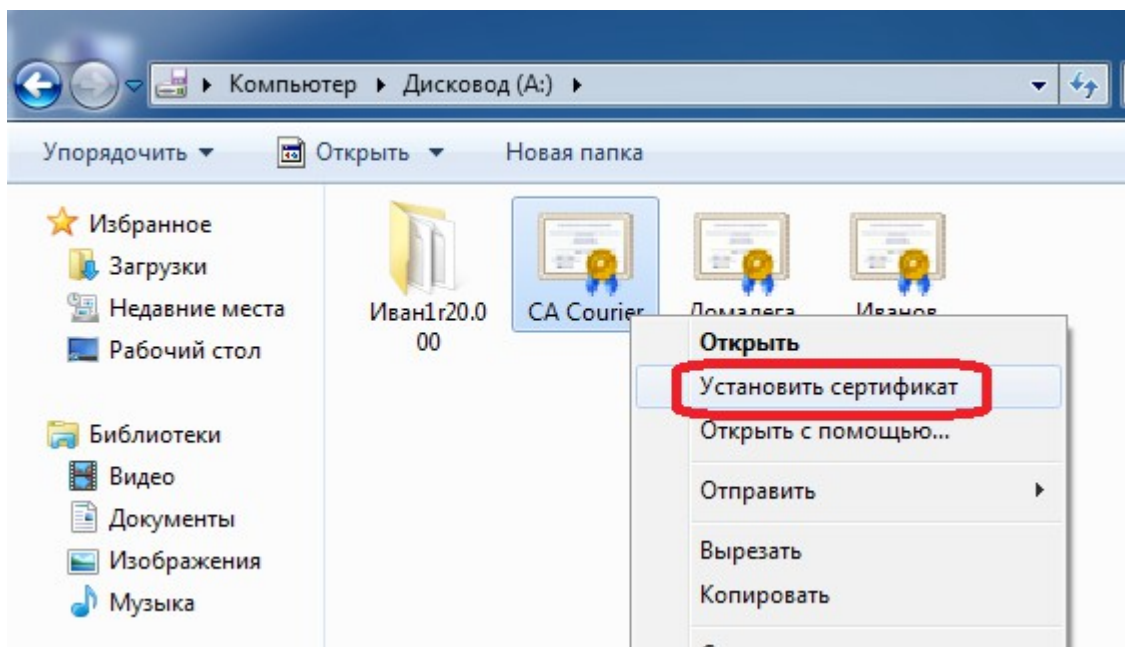 Компьютер ▸ Дисковод (A:) ▸
Упорядочить Открыть Новая папка
Избранное
Загрузки
Недавние места
Рабочий стол
Библиотеки
Видео
Документы
Изображения
Музыка
Иван1r20.0
00
CA Courier
Иванов
Открыть
Установить сертификат
Открыть с помощью...
Отправить
Вырезать
Копировать